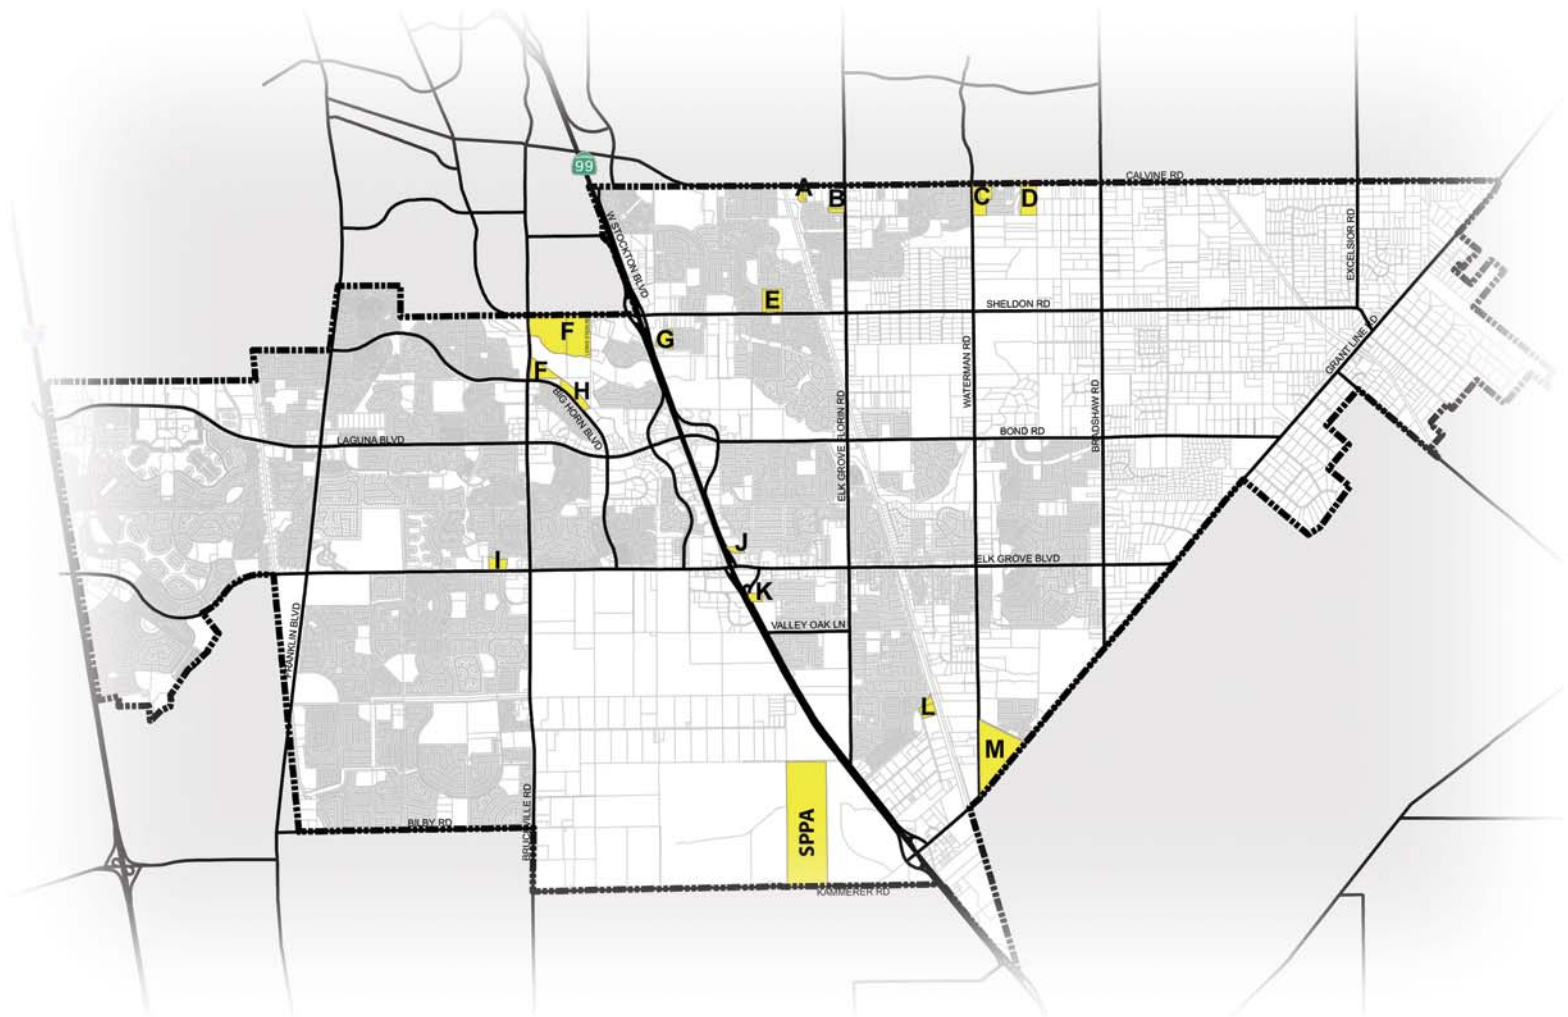 99
CALVINE RD
A
B
C
D
W STOCKTON BLVD
EXCELSIOR RD
E
SHELDON RD
F
G
GRANT LINE RD
F
H
BIG HORN BLVD
WATERMAN RD
BRADSHAW RD
ELK GROVE FLORIN RD
LAGUNA BLVD
BOND RD
J
I
ELK GROVE BLVD
K
VALLEY OAK LN
FRANKLIN BLVD
L
M
SPPA
BRUCEVILLE RD
BILBY RD
KAMMERER RD